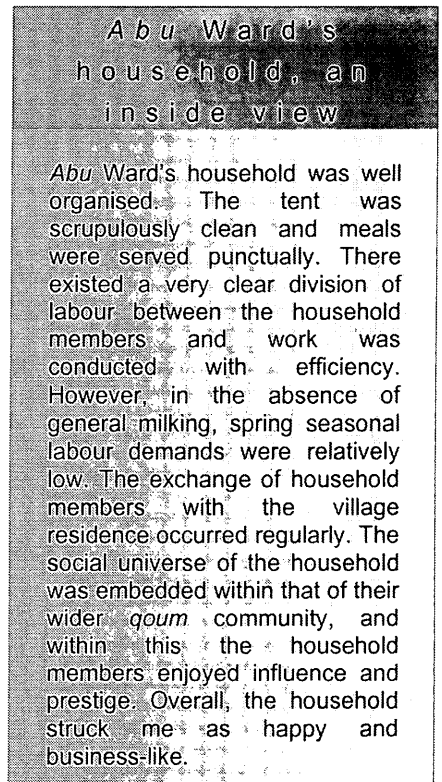 Abu Ward's
household, an
inside view
Abu Ward's household was well
organised. The tent was
scrupulously clean and meals
were served punctually. There
existed a very clear division of
labour between the household
members and work was
conducted with efficiency.
However, in the absence of
general milking, spring seasonal
labour demands were relatively
low. The exchange of household
members with the village
residence occurred regularly. The
social universe of the household
was embedded within that of their
wider qoum community, and
within this the household
members enjoyed influence and
prestige. Overall, the household
struck me as happy and
business-like.